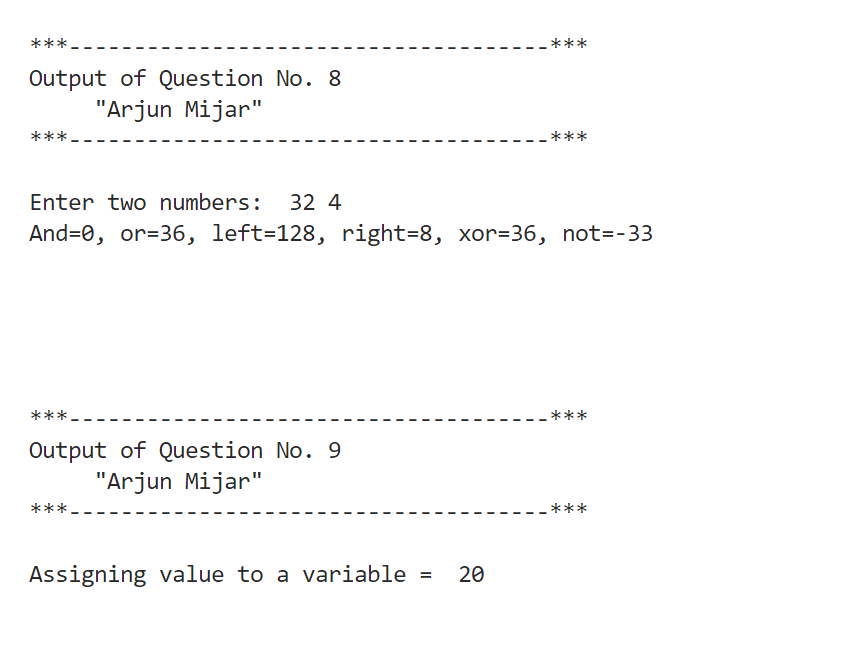 ***-------------------------------------***
Output of Question No. 8
     "Arjun Mijar"
***-------------------------------------***
Enter two numbers:  32 4
And=0, or=36, left=128, right=8, xor=36, not=-33
***-------------------------------------***
Output of Question No. 9
     "Arjun Mijar"
***-------------------------------------***
Assigning value to a variable =  20